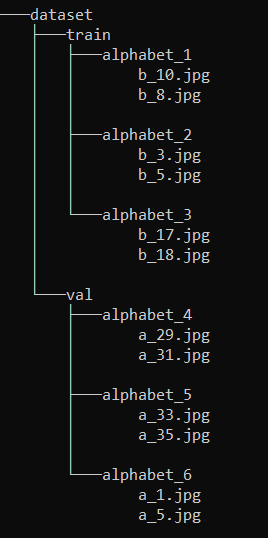 dataset
train
alphabet_1
b_10.jpg
b_8.jpg
alphabet_2
b_3.jpg
b_5.jpg
alphabet_3
b_17.jpg
b_18.jpg
val
alphabet_4
a_29.jpg
a_31.jpg
alphabet_5
a_33.jpg
a_35.jpg
alphabet_6
a_1.jpg
a_5.jpg